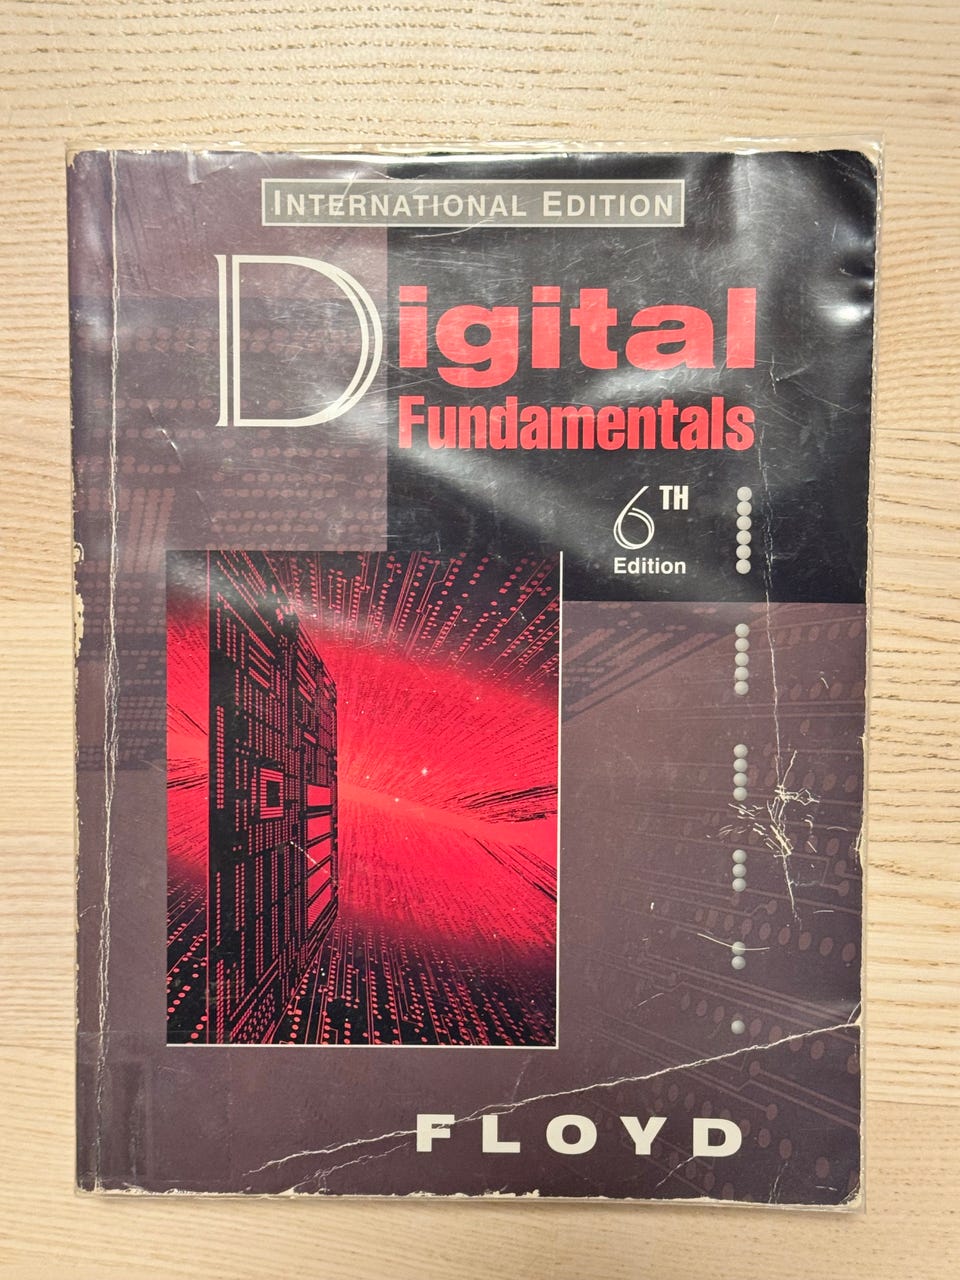 INTERNATIONAL EDITION
Digital
Fundamentals
6TH
Edition
FLOYD